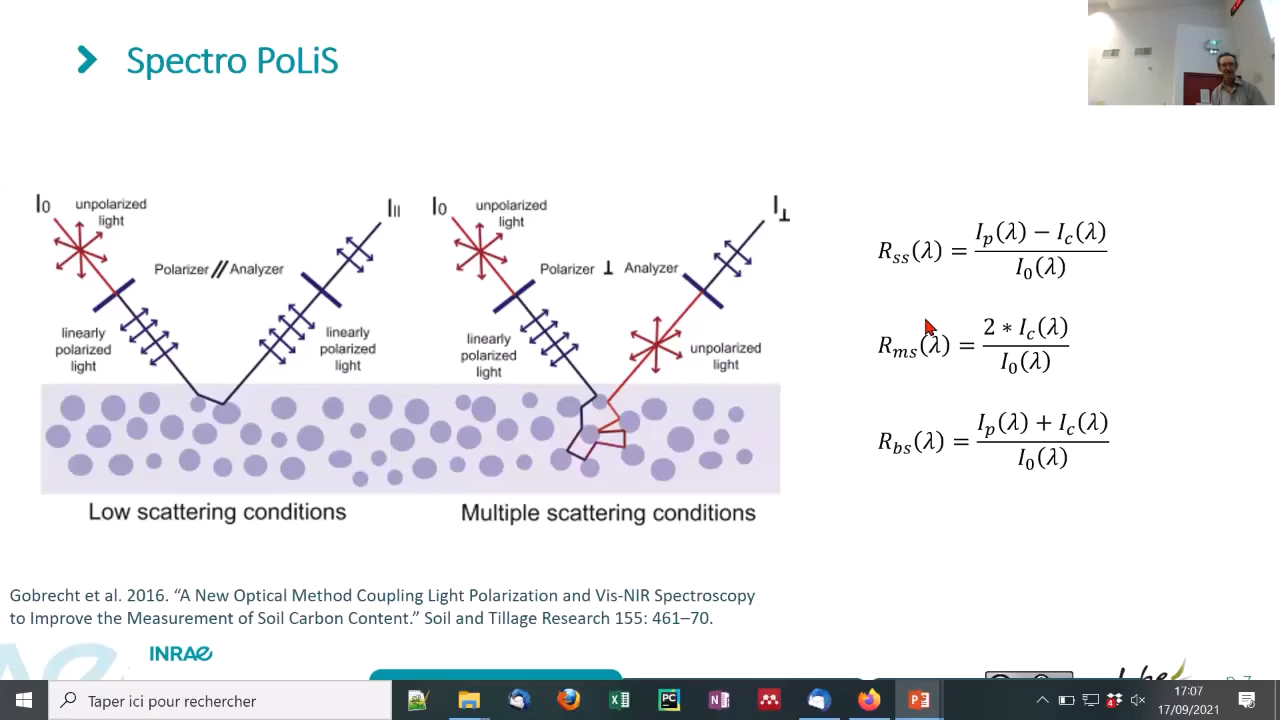 Spectro PoLiS
I0
unpolarized
light
Polarizer // Analyzer
I||
linearly
polarized
light
linearly
polarized
light
I0
unpolarized
light
Polarizer ⊥ Analyzer
I⊥
linearly
polarized
light
unpolarized
light
Low scattering conditions
Multiple scattering conditions
R_ss(λ) = (I_p(λ) − I_c(λ)) / I_0(λ)
R_ms(λ) = (2 ∗ I_c(λ)) / I_0(λ)
R_bs(λ) = (I_p(λ) + I_c(λ)) / I_0(λ)
Gobrecht et al. 2016. “A New Optical Method Coupling Light Polarization and Vis-NIR Spectroscopy
to Improve the Measurement of Soil Carbon Content.” Soil and Tillage Research 155: 461–70.
INRAE
Taper ici pour rechercher
17:07
17/09/2021